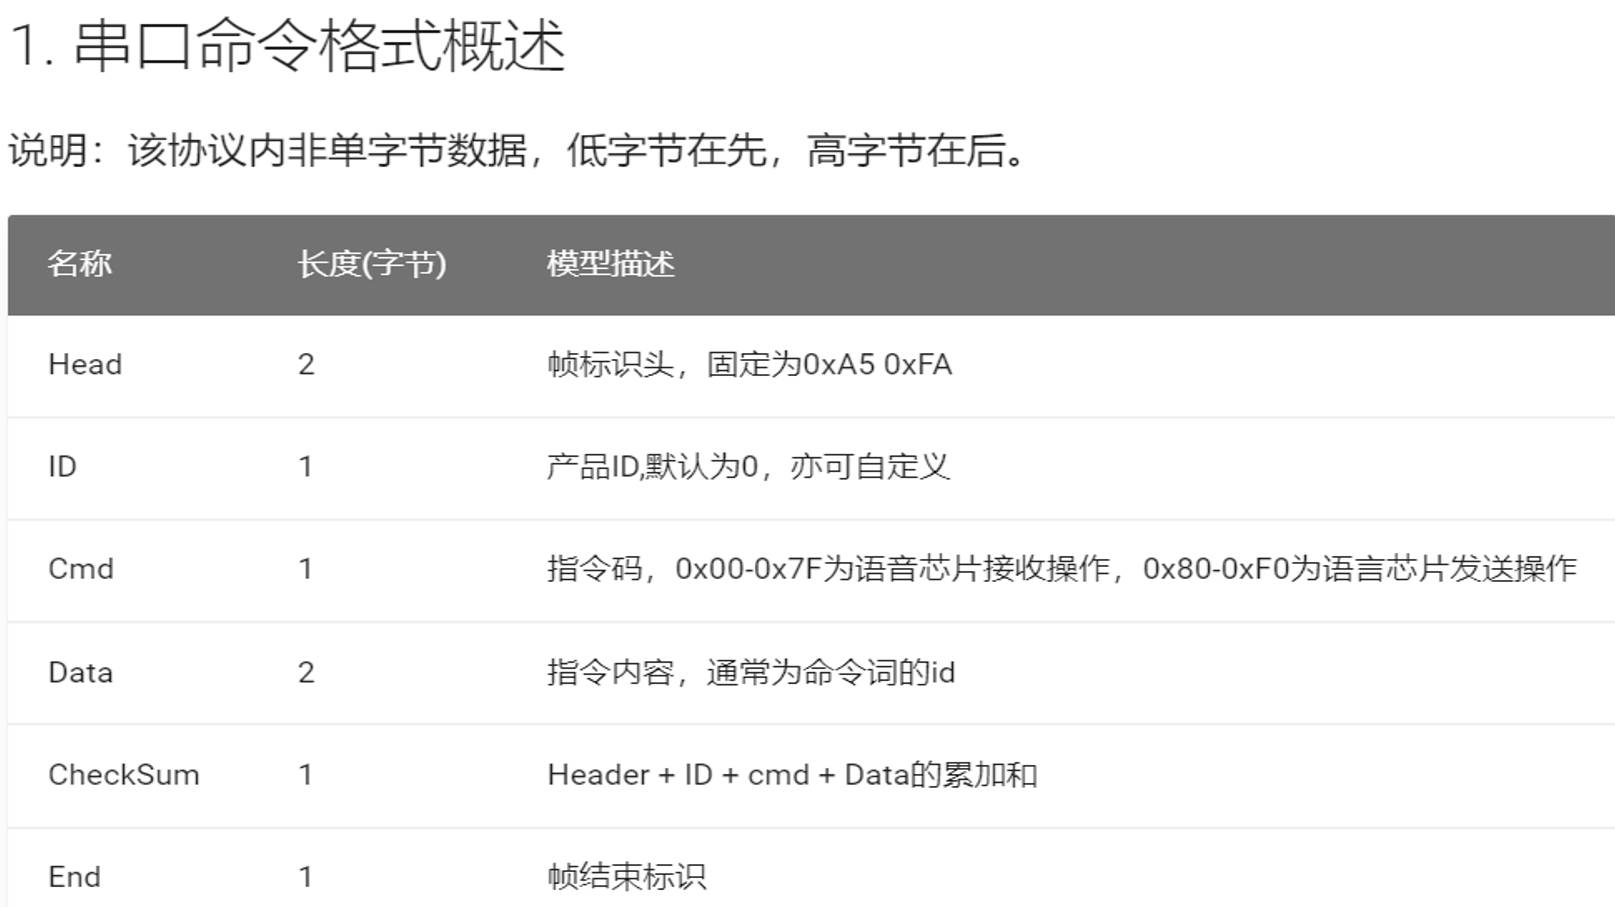 1. 串口命令格式概述
说明：该协议内非单字节数据，低字节在先，高字节在后。
名称 长度(字节) 模型描述
Head 2 帧标识头，固定为0xA5 0xFA
ID 1 产品ID,默认为0，亦可自定义
Cmd 1 指令码，0x00-0x7F为语音芯片接收操作，0x80-0xF0为语言芯片发送操作
Data 2 指令内容，通常为命令词的id
CheckSum 1 Header + ID + cmd + Data的累加和
End 1 帧结束标识